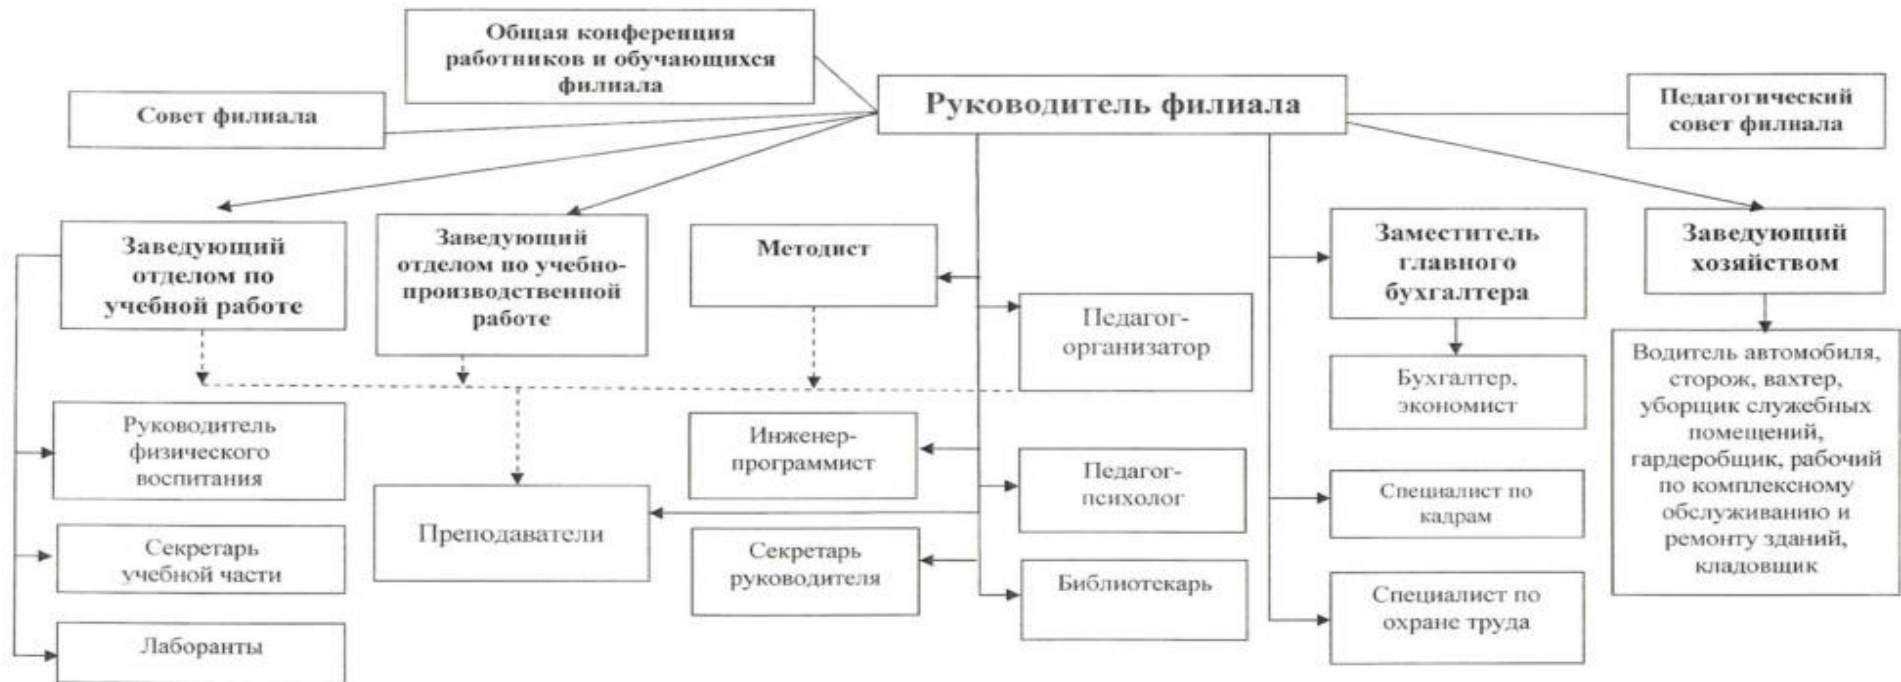 Общая конференция
работников и обучающихся
филиала
Совет филиала
Руководитель филиала
Педагогический
совет филиала
Заведующий
отделом по
учебной работе
Заведующий
отделом по учебно-
производственной
работе
Методист
Педагог-
организатор
Заместитель
главного
бухгалтера
Заведующий
хозяйством
Бухгалтер,
экономист
Водитель автомобиля,
сторож, вахтер,
уборщик служебных
помещений,
гардеробщик, рабочий
по комплексному
обслуживанию и
ремонту зданий,
кладовщик
Руководитель
физического
воспитания
Инженер-
программист
Педагог-
психолог
Специалист по
кадрам
Преподаватели
Секретарь
учебной части
Секретарь
руководителя
Библиотекарь
Специалист по
охране труда
Лаборанты